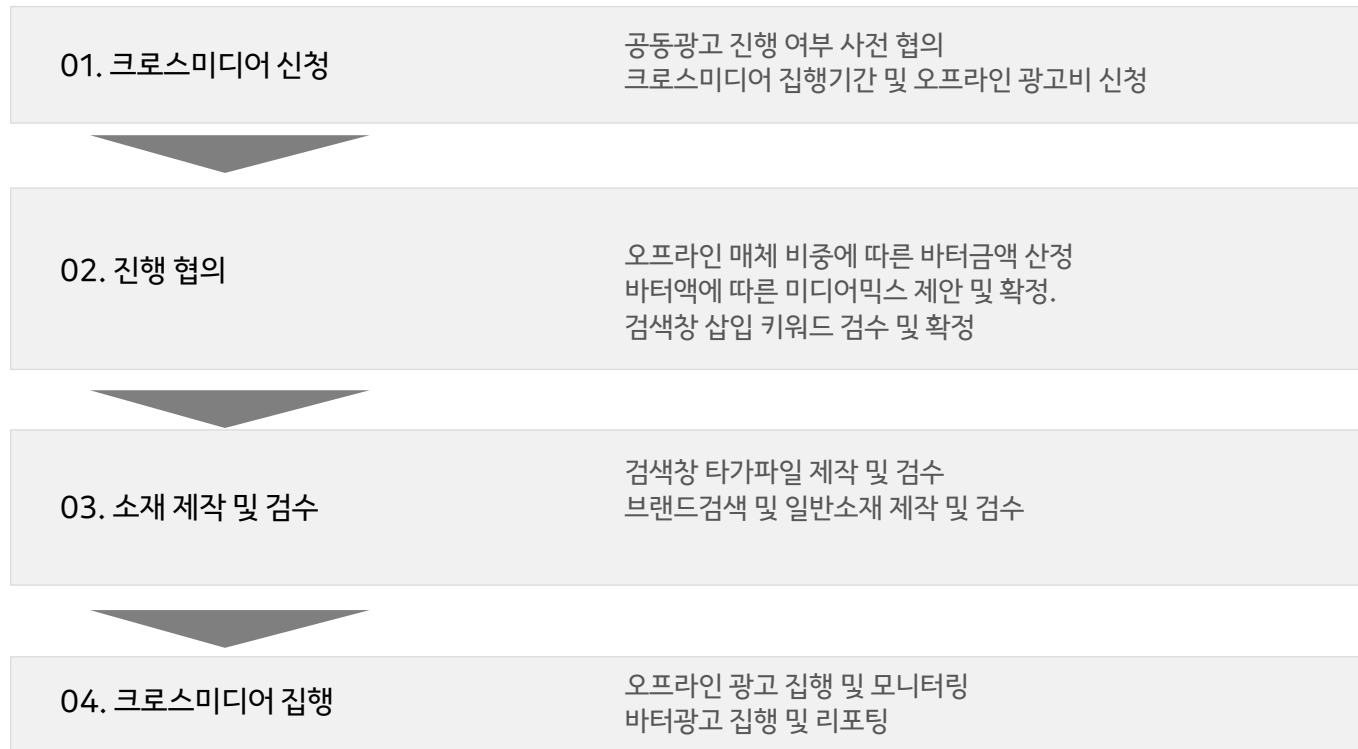 01. 크로스미디어 신청
공동광고 진행 여부 사전 협의
크로스미디어 집행기간 및 오프라인 광고비 신청
02. 진행 협의
오프라인 매체 비중에 따른 바터금액 산정
바터액에 따른 미디어믹스 제안 및 확정.
검색창 삽입 키워드 검수 및 확정
03. 소재 제작 및 검수
검색창 타가파일 제작 및 검수
브랜드검색 및 일반소재 제작 및 검수
04. 크로스미디어 집행
오프라인 광고 집행 및 모니터링
바터광고 집행 및 리포팅